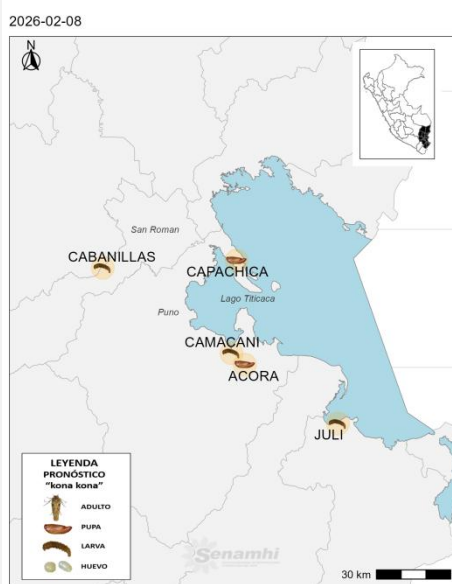 2026-02-08
N
San Roman
CABANILLAS
CAPACHICA
Lago Titicaca
Puno
CAMACANI
ACORA
JULI
LEYENDA
PRONÓSTICO
"kona kona"
ADULTO
PUPA
LARVA
HUEVO
Senamhi
30 km